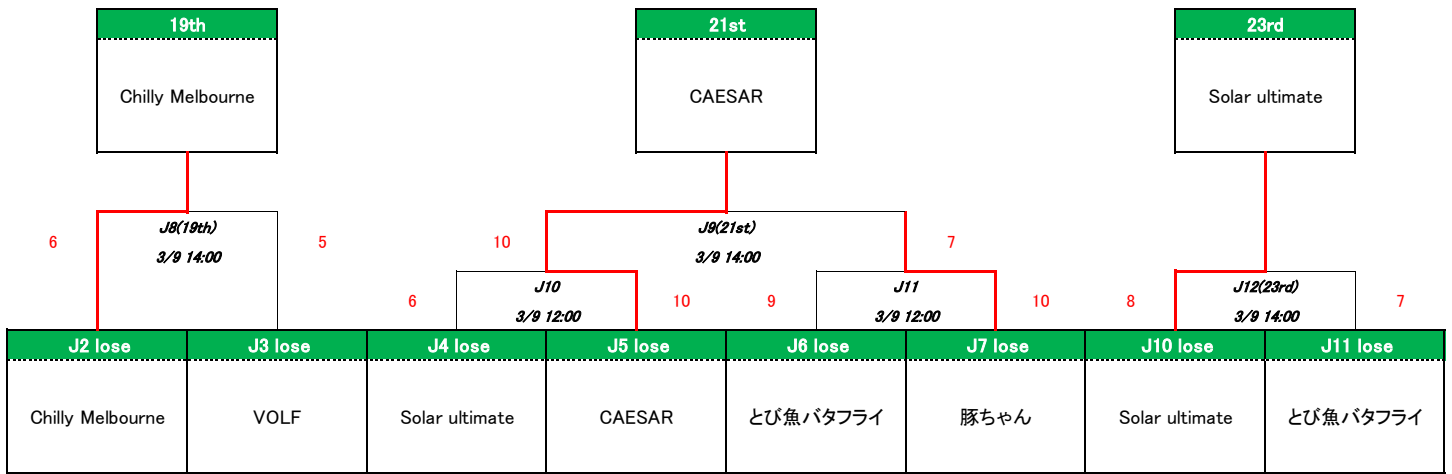 19th
21st
23rd
Chilly Melbourne
CAESAR
Solar ultimate
6
J8(19th)
3/9 14:00
5
10
J9(21st)
3/9 14:00
7
6
J10
3/9 12:00
10
9
J11
3/9 12:00
10
8
J12(23rd)
3/9 14:00
7
J2 lose
J3 lose
J4 lose
J5 lose
J6 lose
J7 lose
J10 lose
J11 lose
Chilly Melbourne
VOLF
Solar ultimate
CAESAR
とび魚バタフライ
豚ちゃん
Solar ultimate
とび魚バタフライ